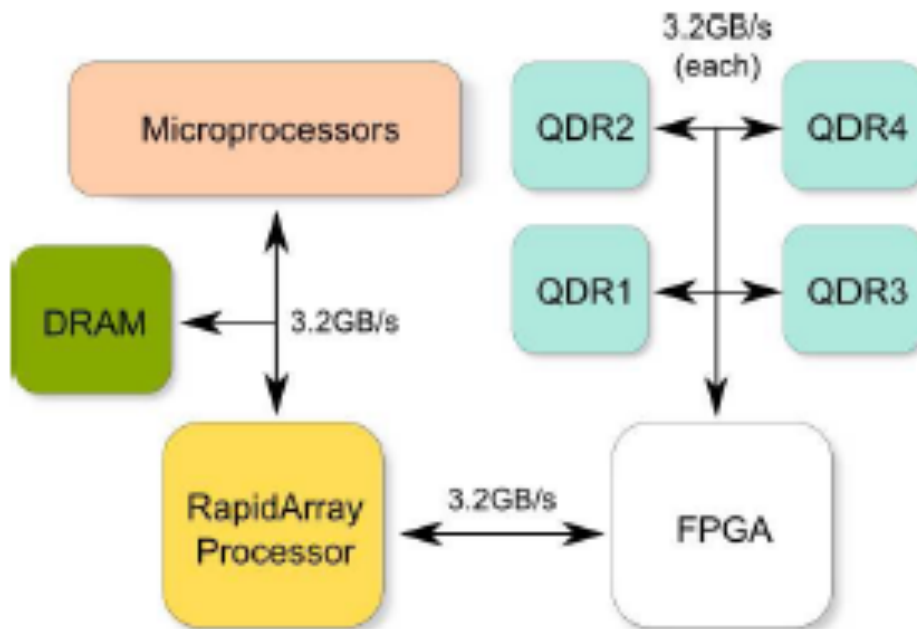 3.2GB/s
(each)
Microprocessors
QDR2
QDR4
QDR1
QDR3
DRAM
3.2GB/s
RapidArray
Processor
3.2GB/s
FPGA